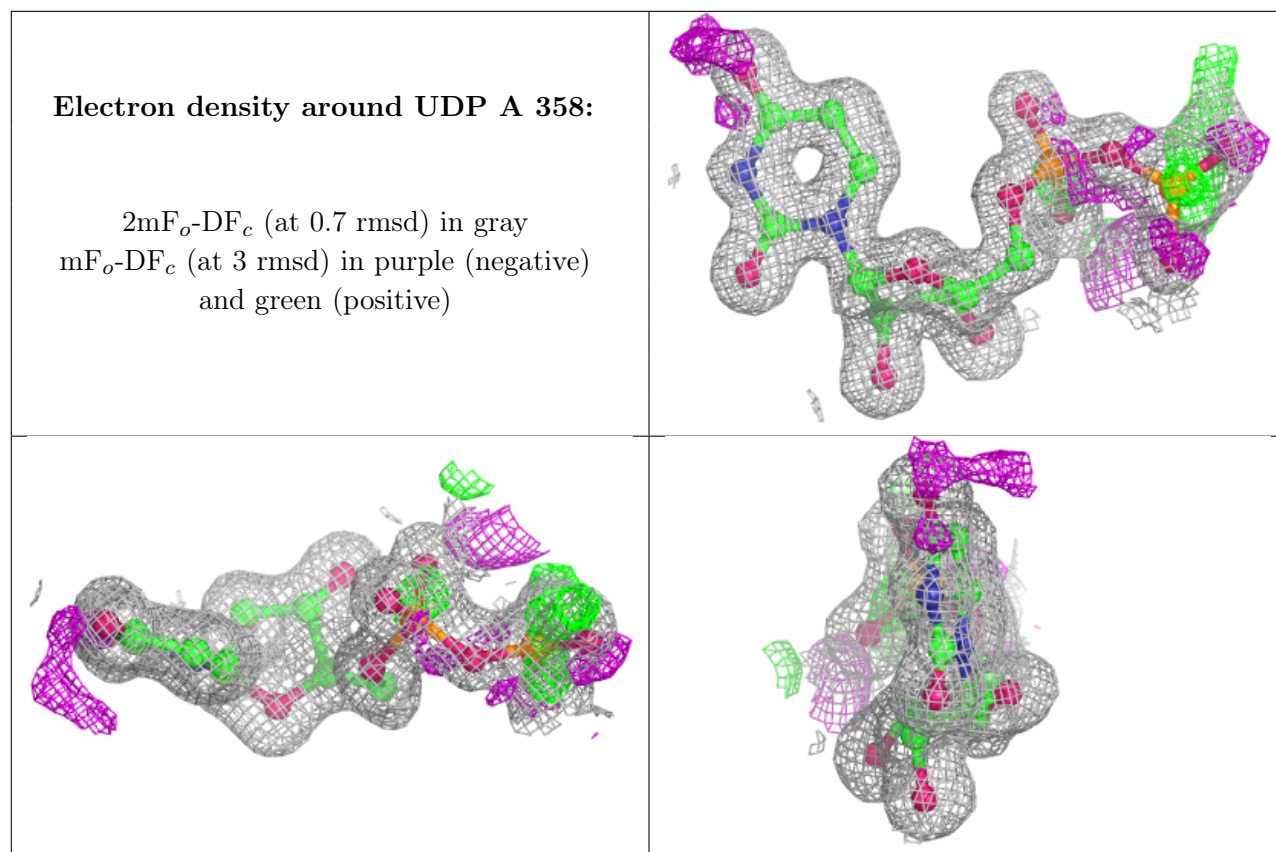 Electron density around UDP A 358:
2mFₒ-DF𝒸 (at 0.7 rmsd) in gray
mFₒ-DF𝒸 (at 3 rmsd) in purple (negative)
and green (positive)